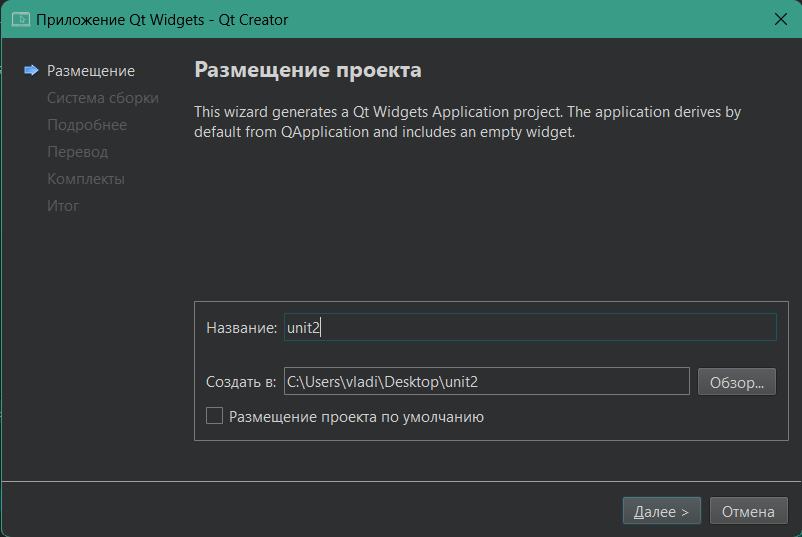 Приложение Qt Widgets - Qt Creator
Размещение
Система сборки
Подробнее
Перевод
Комплекты
Итог
Размещение проекта
This wizard generates a Qt Widgets Application project. The application derives by
default from QApplication and includes an empty widget.
Название: unit2
Создать в: C:\Users\vladi\Desktop\unit2 Обзор...
Размещение проекта по умолчанию
Далее > Отмена